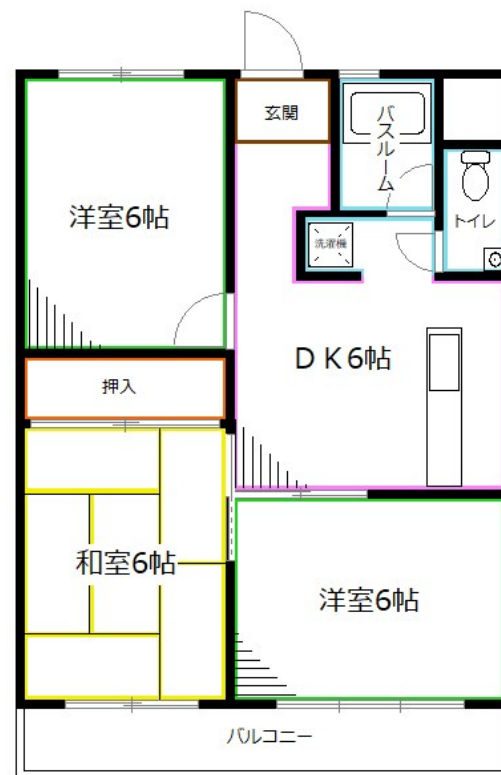 玄関
バスルーム
洋室6帖
トイレ
洗濯機
DK6帖
押入
和室6帖
洋室6帖
バルコニー